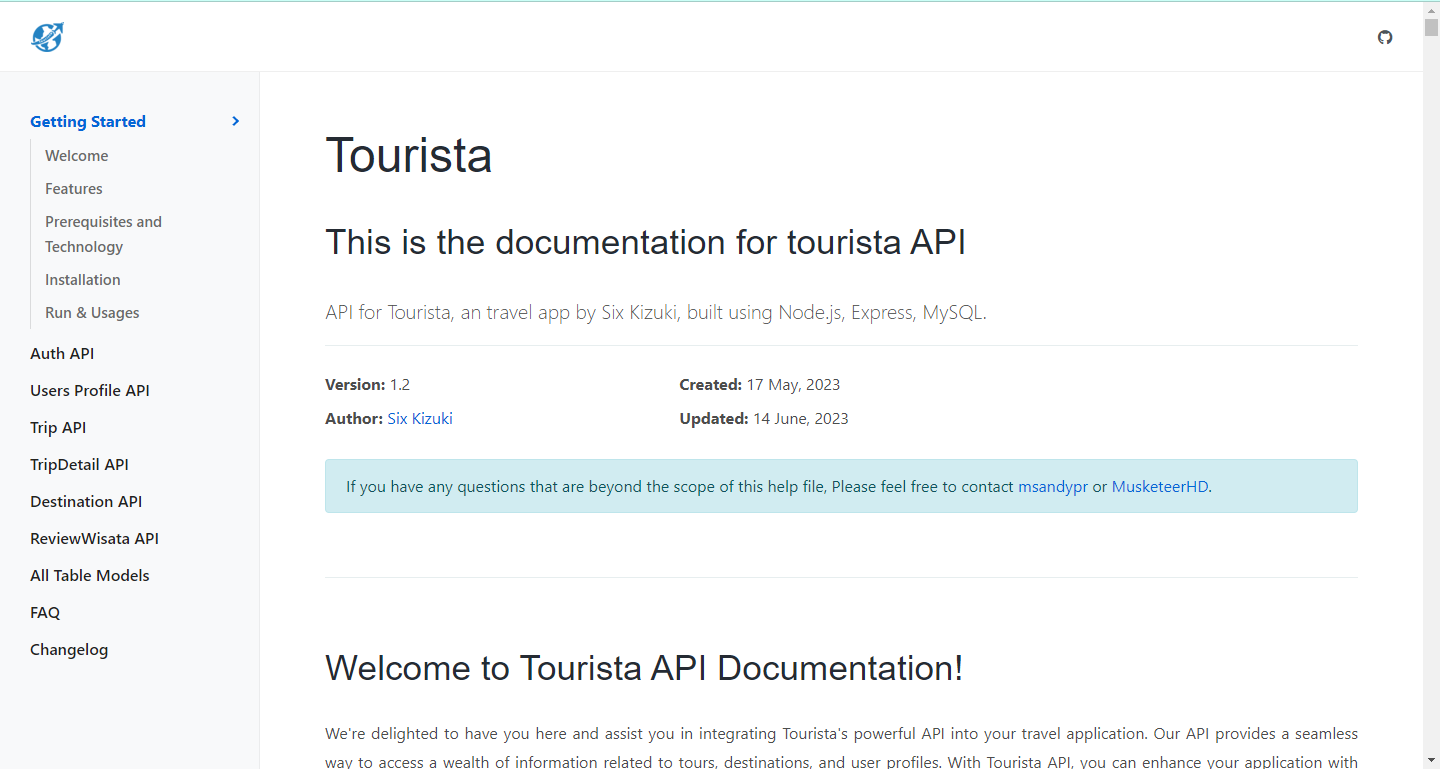 Getting Started
Welcome
Features
Prerequisites and
Technology
Installation
Run & Usages
Auth API
Users Profile API
Trip API
TripDetail API
Destination API
ReviewWisata API
All Table Models
FAQ
Changelog
Tourista
This is the documentation for tourista API
API for Tourista, an travel app by Six Kizuki, built using Node.js, Express, MySQL.
Version: 1.2
Created: 17 May, 2023
Author: Six Kizuki
Updated: 14 June, 2023
If you have any questions that are beyond the scope of this help file, Please feel free to contact msandypr or MusketeerHD.
Welcome to Tourista API Documentation!
We're delighted to have you here and assist you in integrating Tourista's powerful API into your travel application. Our API provides a seamless
way to access a wealth of information related to tours, destinations, and user profiles. With Tourista API, you can enhance your application with